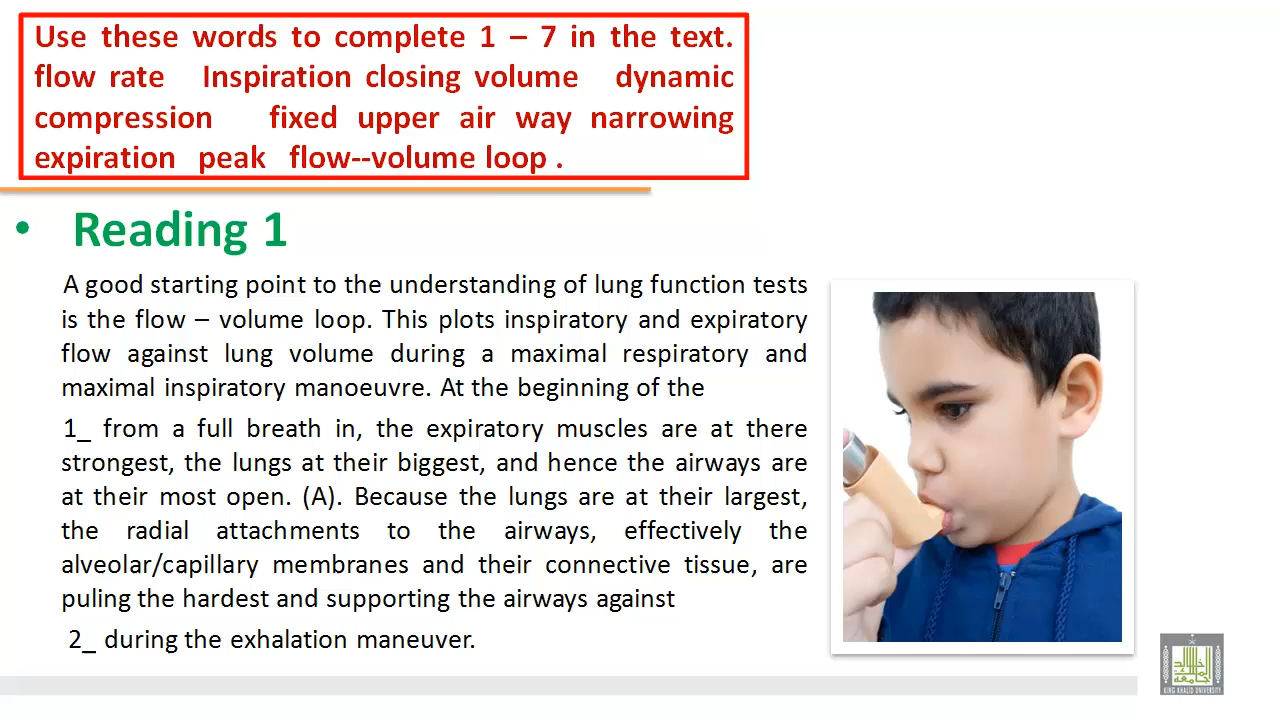 Use these words to complete 1 – 7 in the text.
flow rate Inspiration closing volume dynamic
compression fixed upper air way narrowing
expiration peak flow--volume loop .
• Reading 1
A good starting point to the understanding of lung function tests
is the flow – volume loop. This plots inspiratory and expiratory
flow against lung volume during a maximal respiratory and
maximal inspiratory manoeuvre. At the beginning of the
1_ from a full breath in, the expiratory muscles are at there
strongest, the lungs at their biggest, and hence the airways are
at their most open. (A). Because the lungs are at their largest,
the radial attachments to the airways, effectively the
alveolar/capillary membranes and their connective tissue, are
puling the hardest and supporting the airways against
2_ during the exhalation maneuver.
KING KHALID UNIVERSITY